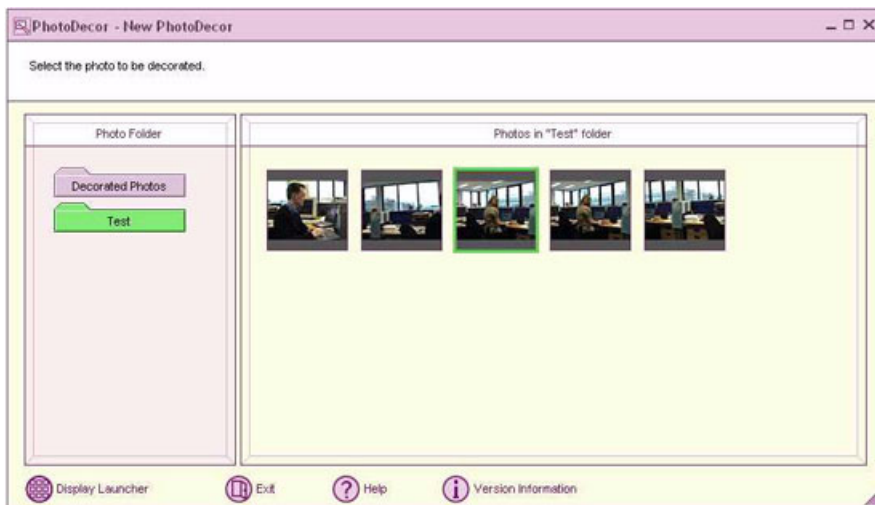 PhotoDecor - New PhotoDecor
Select the photo to be decorated.
Photo Folder
Photos in "Test" folder
Decorated Photos
Test
Display Launcher
Exit
Help
Version Information